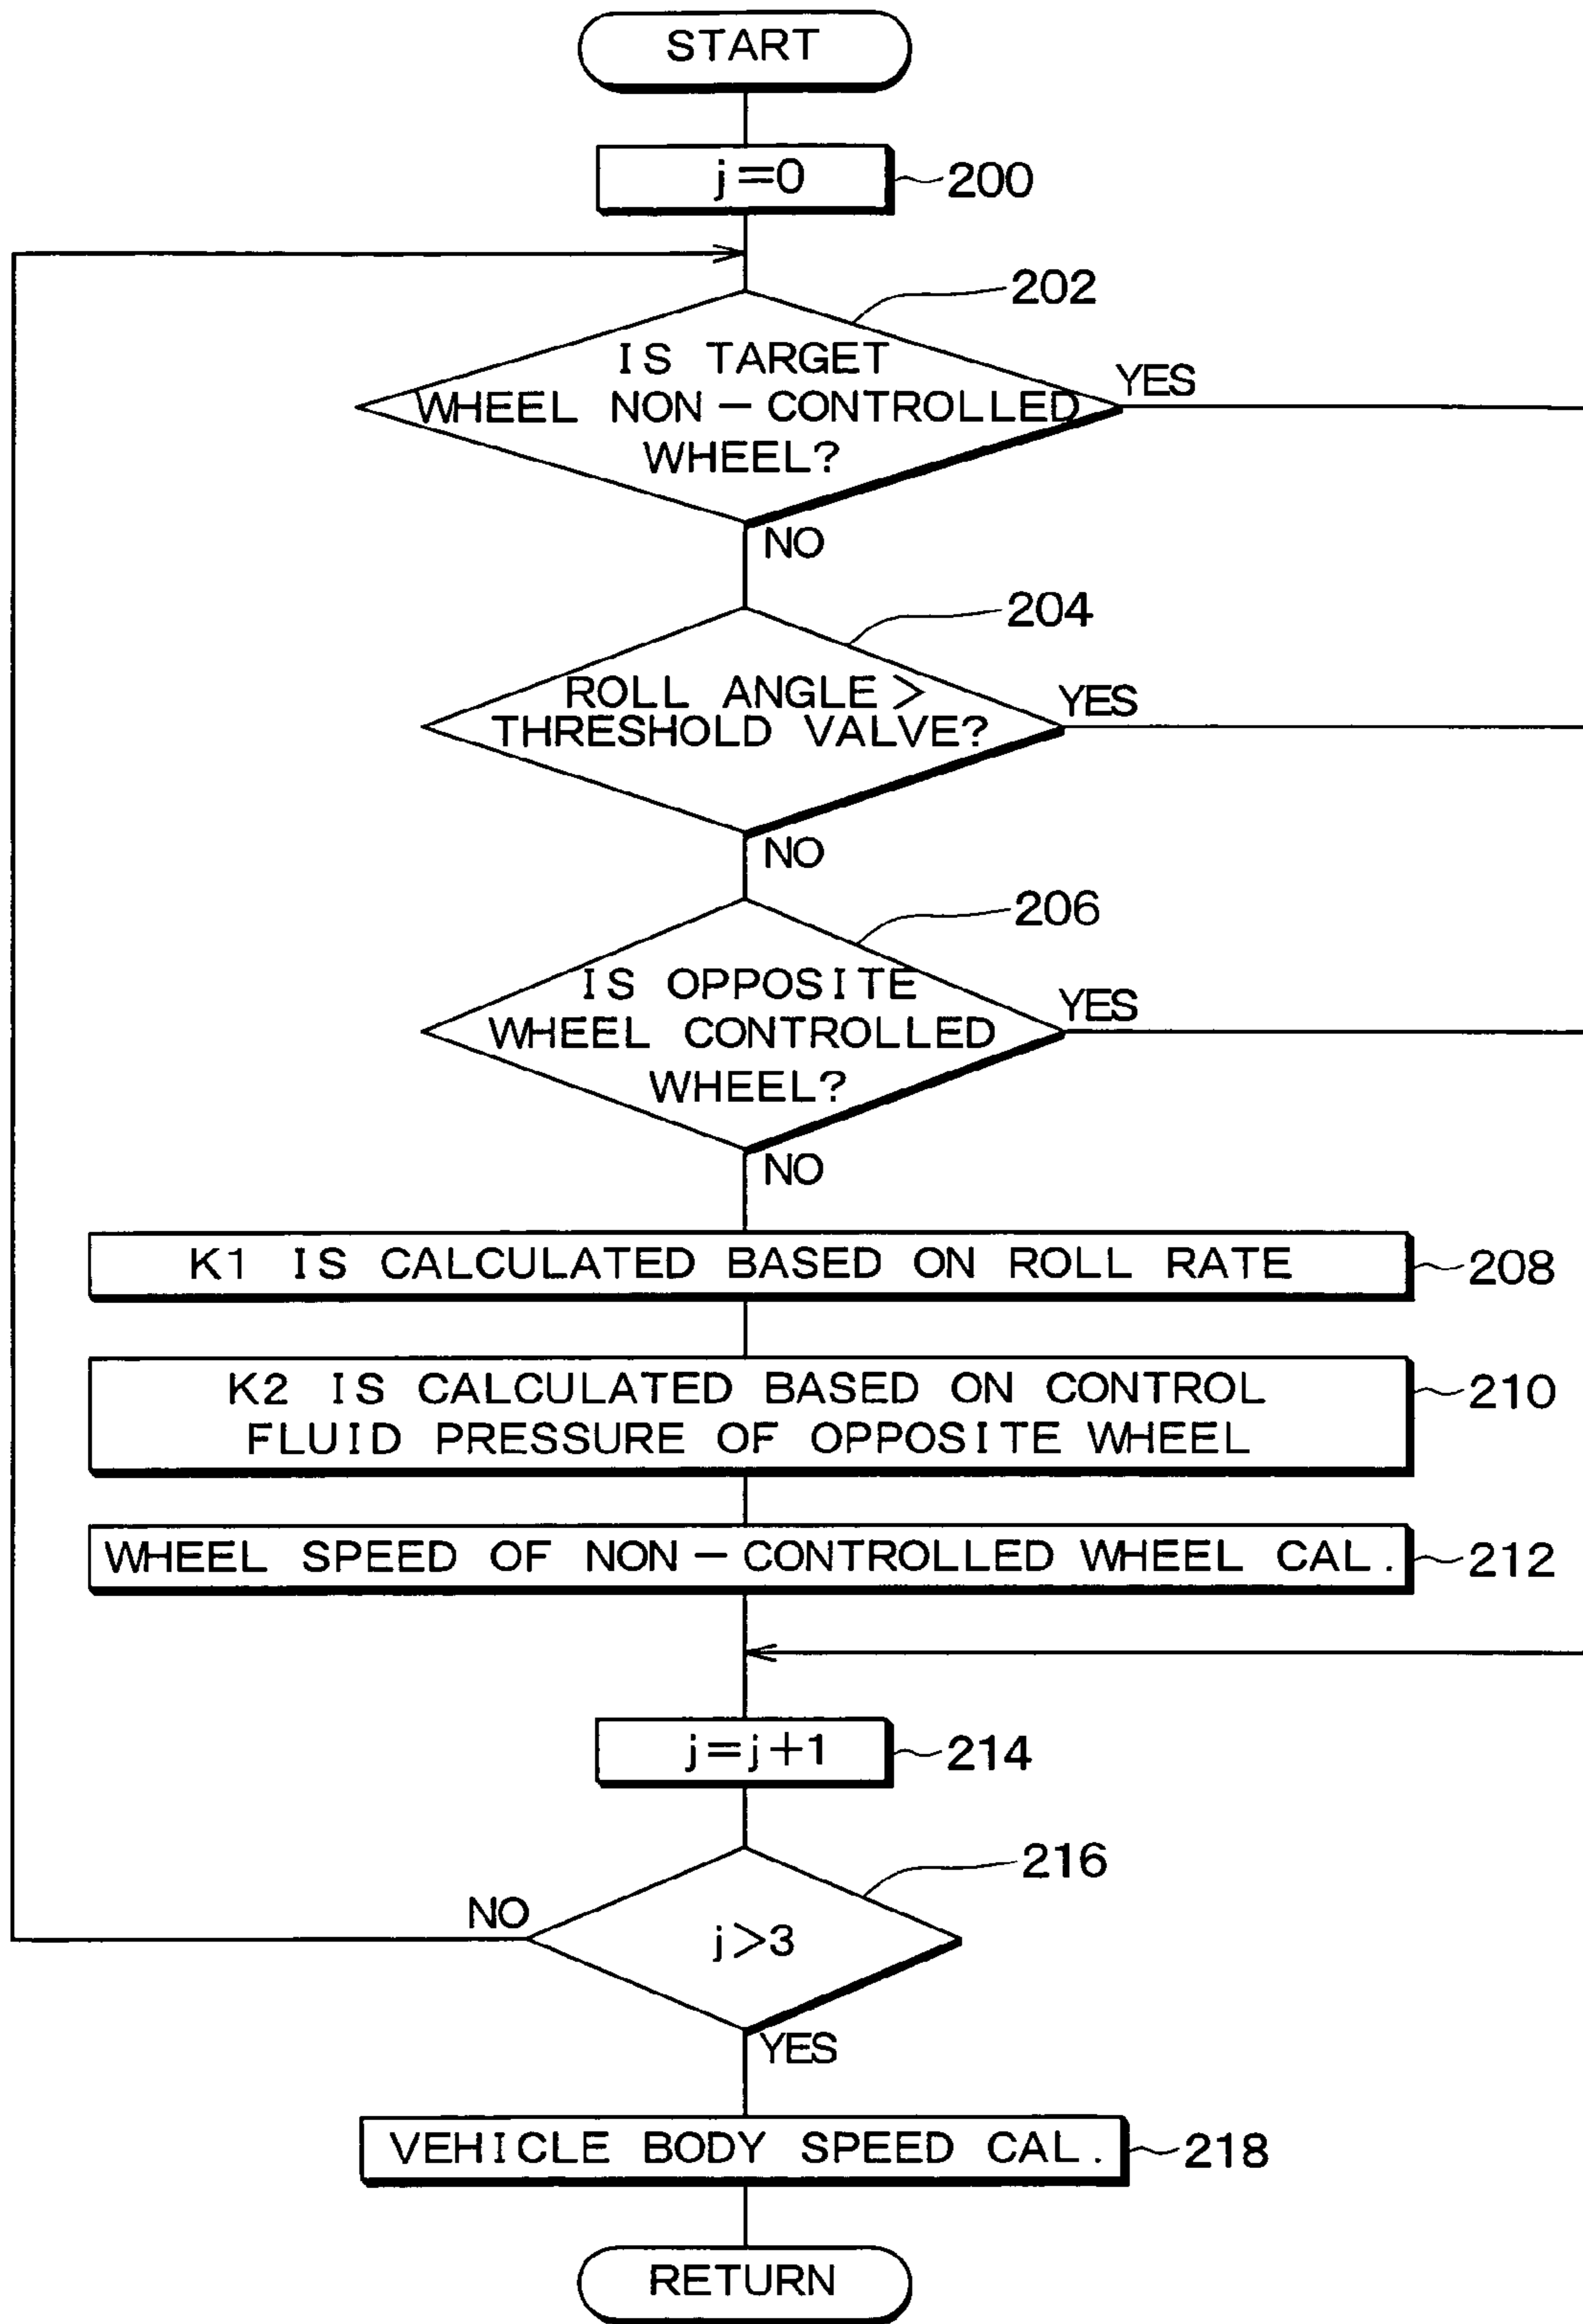 START
j=0
200
202
IS TARGET
WHEEL NON-CONTROLLED
WHEEL?
YES
NO
204
ROLL ANGLE >
THRESHOLD VALVE?
YES
NO
206
IS OPPOSITE
WHEEL CONTROLLED
WHEEL?
YES
NO
K1 IS CALCULATED BASED ON ROLL RATE
208
K2 IS CALCULATED BASED ON CONTROL
FLUID PRESSURE OF OPPOSITE WHEEL
210
WHEEL SPEED OF NON-CONTROLLED WHEEL CAL.
212
j=j+1
214
216
j>3
NO
YES
VEHICLE BODY SPEED CAL.
218
RETURN